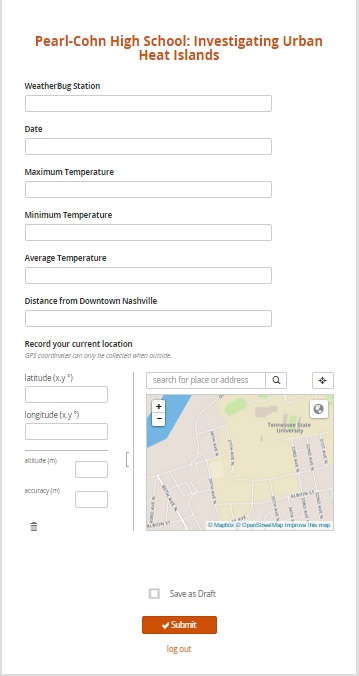 Pearl-Cohn High School: Investigating Urban
Heat Islands
WeatherBug Station
Date
Maximum Temperature
Minimum Temperature
Average Temperature
Distance from Downtown Nashville
Record your current location
GPS coordinates can only be collected when outside.
latitude (x.y °)
search for place or address
longitude (x.y °)
+
−
Tennessee State
University
altitude (m)
accuracy (m)
ALBION ST
ALBION ST
© Mapbox © OpenStreetMap Improve this map
Save as Draft
Submit
log out